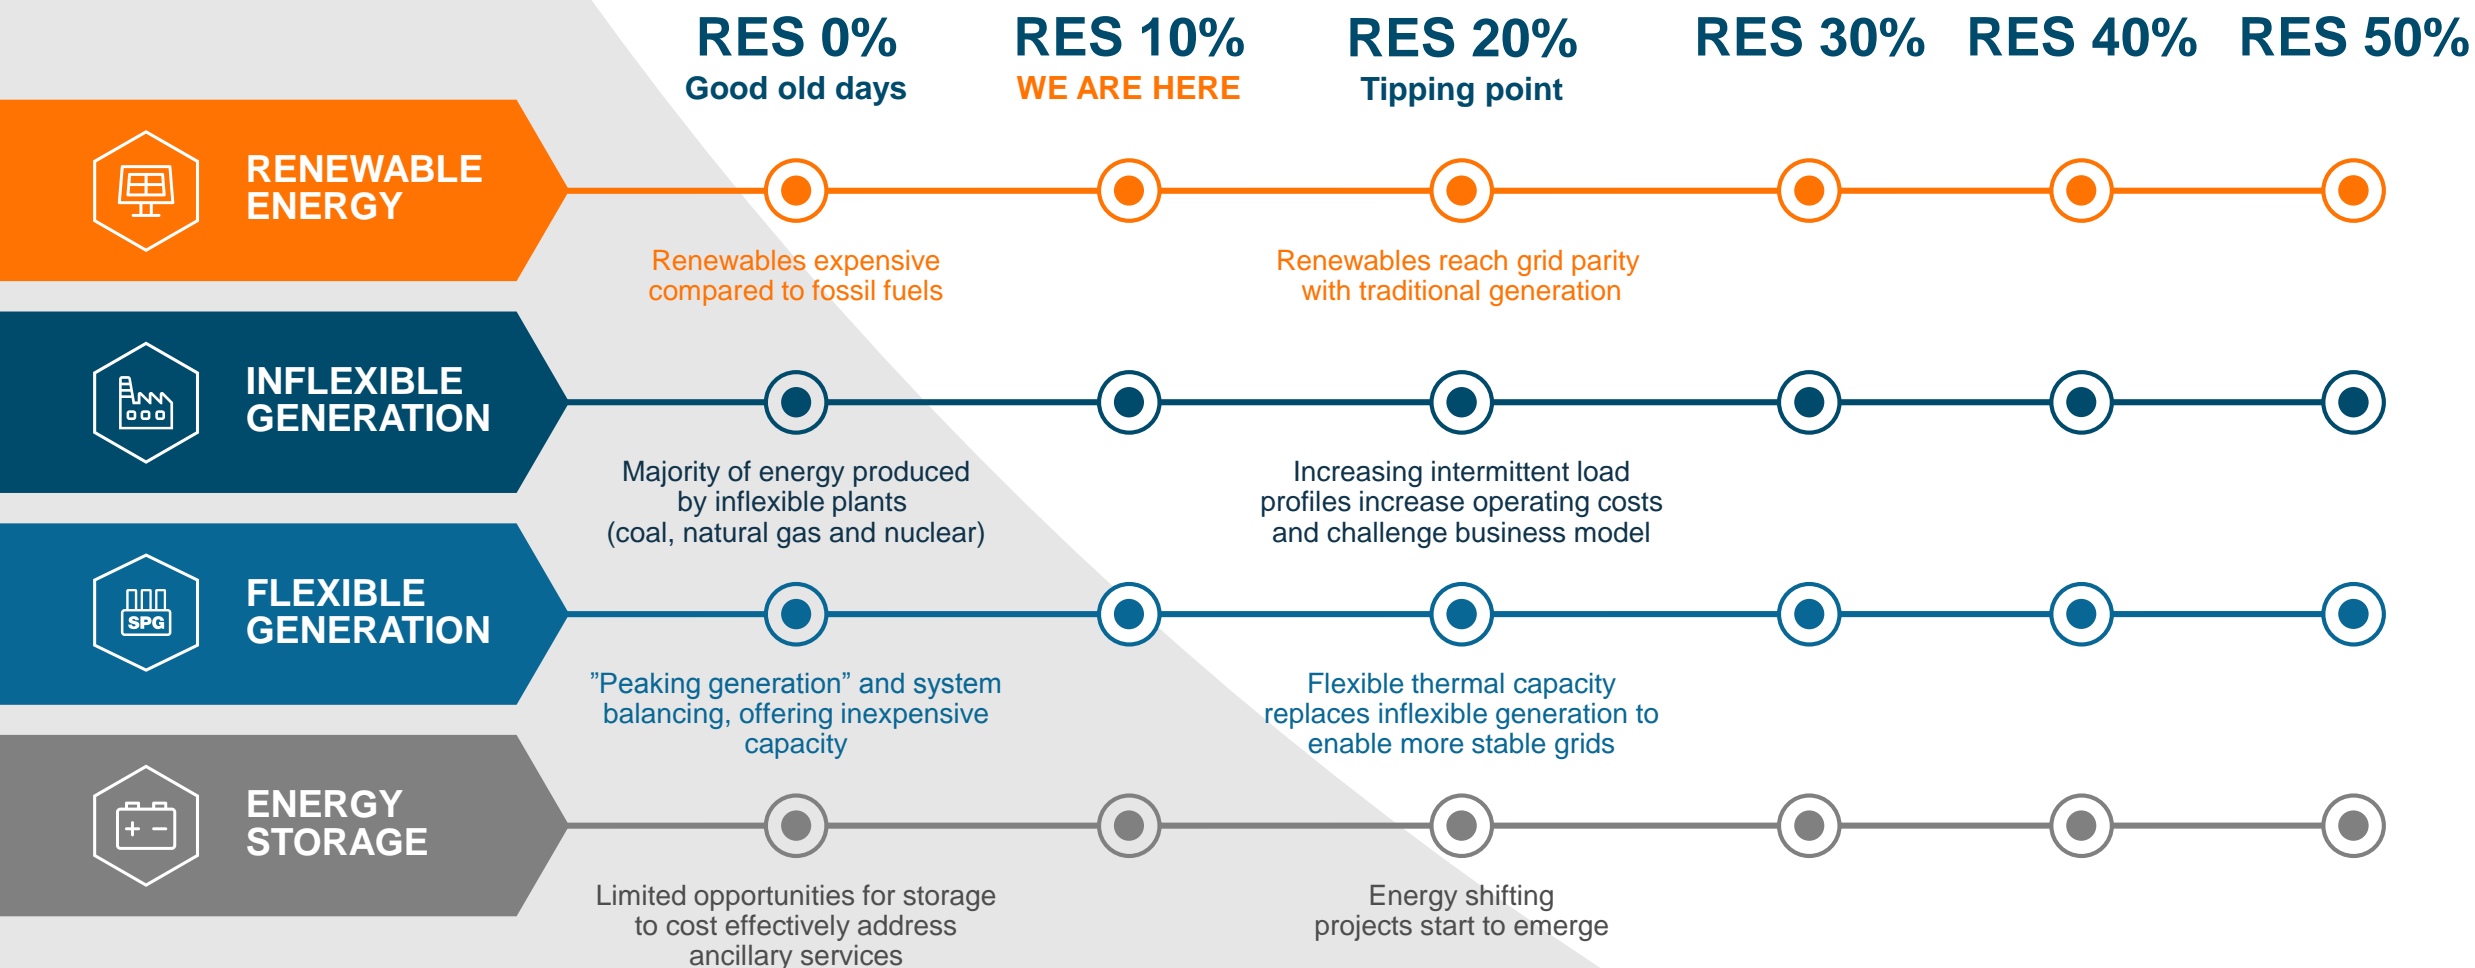 RES 0%
RES 10%
RES 20%
RES 30%
RES 40%
RES 50%
Good old days
WE ARE HERE
Tipping point
RENEWABLE
ENERGY
Renewables expensive
compared to fossil fuels
Renewables reach grid parity
with traditional generation
INFLEXIBLE
GENERATION
Majority of energy produced
by inflexible plants
(coal, natural gas and nuclear)
Increasing intermittent load
profiles increase operating costs
and challenge business model
SPG
FLEXIBLE
GENERATION
”Peaking generation” and system
balancing, offering inexpensive
capacity
Flexible thermal capacity
replaces inflexible generation to
enable more stable grids
ENERGY
STORAGE
Limited opportunities for storage
to cost effectively address
ancillary services
Energy shifting
projects start to emerge